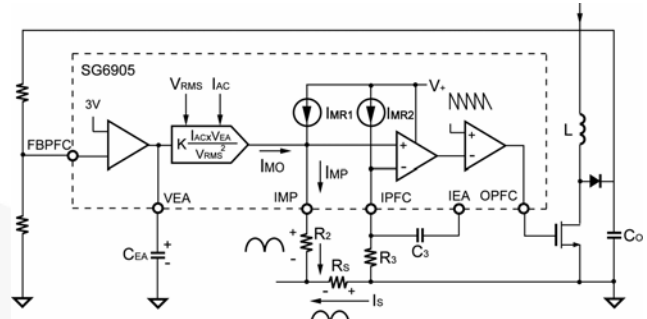 SG6905
VRMS IAC
V+
3V
IMR1
IMR2
L
K IACxVEA
VRMS2
+
-
+
-
FBPFC
IMO
IMP
VEA
IMP
IPFC
IEA
OPFC
CEA
+
-
+
-
R2
C3
R3
CO
RS
- +
IS